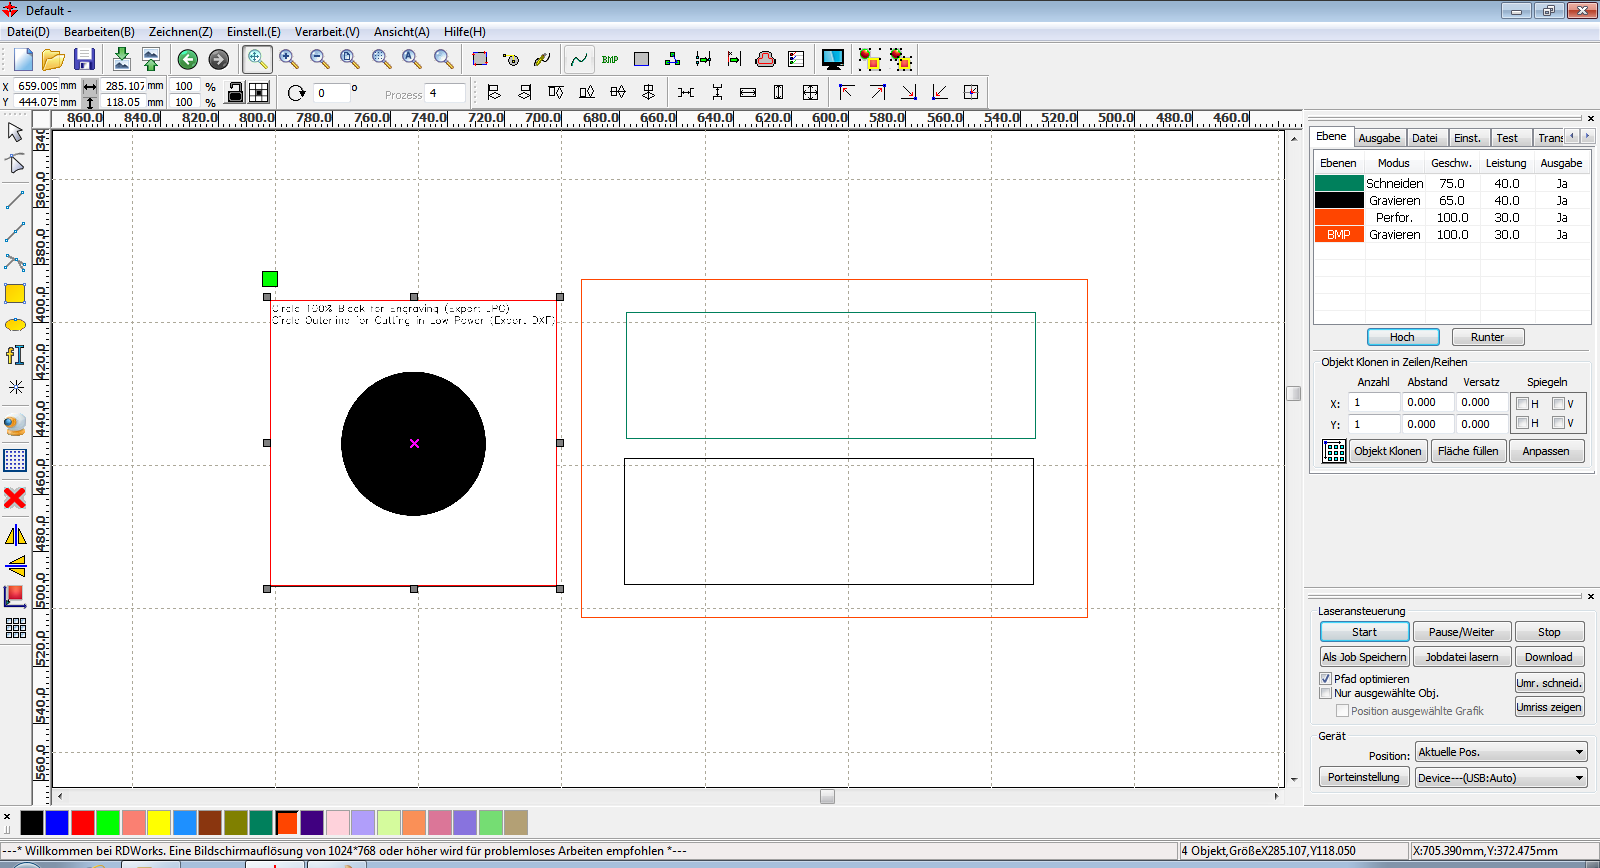 Default -
Datei(D) Bearbeiten(B) Zeichnen(Z) Einstell.(E) Verarbeit.(V) Ansicht(A) Hilfe(H)
BMP
X 659.009 mm 285.107 mm 100 %
Y 444.075 mm 118.05 mm 100 %
0 °
Prozess 4
860.0 840.0 820.0 800.0 780.0 760.0 740.0 720.0 700.0 680.0 660.0 640.0 620.0 600.0 580.0 560.0 540.0 520.0 500.0 480.0 460.0
360.0
380.0
400.0
420.0
440.0
460.0
480.0
500.0
520.0
540.0
560.0
Circle 100% Black for Engraving (Export JPG)
Circle Outering for Cutting in Low Power (Export DXF)
Ebene Ausgabe Datei Einst. Test Trans
Ebenen Modus Geschw. Leistung Ausgabe
Schneiden 75.0 40.0 Ja
Gravieren 65.0 40.0 Ja
Perfor. 100.0 30.0 Ja
BMP Gravieren 100.0 30.0 Ja
Hoch Runter
Objekt Klonen in Zeilen/Reihen
Anzahl Abstand Versatz Spiegeln
X: 1 0.000 0.000 H V
Y: 1 0.000 0.000 H V
Objekt Klonen Fläche füllen Anpassen
Laseransteuerung
Start Pause/Weiter Stop
Als Job Speichern Jobdatei lasern Download
Pfad optimieren
Umr. schneid.
Nur ausgewählte Obj.
Umriss zeigen
Position ausgewählte Grafik
Gerät
Position: Aktuelle Pos.
Porteinstellung Device---(USB:Auto)
---* Willkommen bei RDWorks. Eine Bildschirmauflösung von 1024*768 oder höher wird für problemloses Arbeiten empfohlen *---
4 Objekt,GrößeX285.107,Y118.050
X:705.390mm,Y:372.475mm